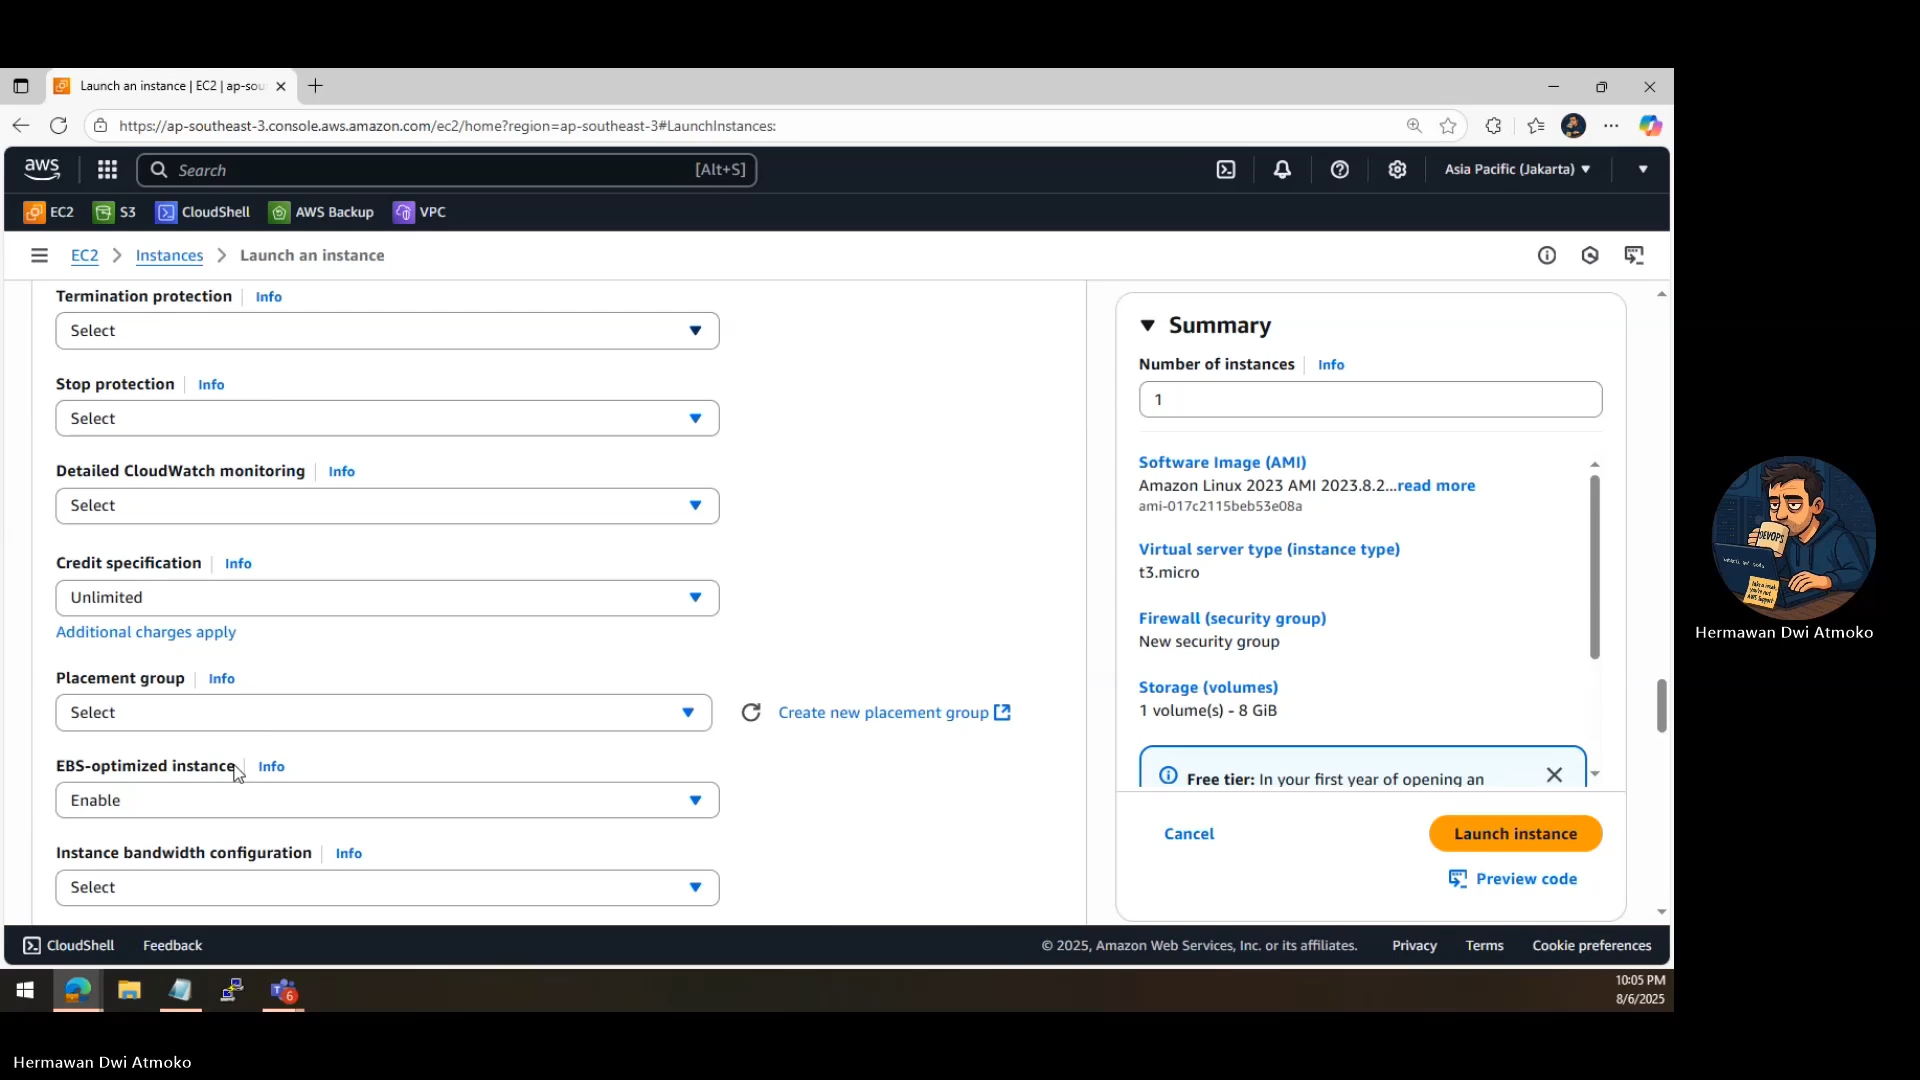 Launch an instance | EC2 | ap-sou
https://ap-southeast-3.console.aws.amazon.com/ec2/home?region=ap-southeast-3#LaunchInstances:
aws
Search
[Alt+S]
Asia Pacific (Jakarta)
EC2
S3
CloudShell
AWS Backup
VPC
EC2
Instances
Launch an instance
Termination protection
Info
Select
Stop protection
Info
Select
Detailed CloudWatch monitoring
Info
Select
Credit specification
Info
Unlimited
Additional charges apply
Placement group
Info
Select
Create new placement group
EBS-optimized instance
Info
Enable
Instance bandwidth configuration
Info
Select
Summary
Number of instances
Info
1
Software Image (AMI)
Amazon Linux 2023 AMI 2023.8.2...read more
ami-017c2115beb53e08a
Virtual server type (instance type)
t3.micro
Firewall (security group)
New security group
Storage (volumes)
1 volume(s) - 8 GiB
Free tier: In your first year of opening an
Cancel
Launch instance
Preview code
CloudShell
Feedback
© 2025, Amazon Web Services, Inc. or its affiliates.
Privacy
Terms
Cookie preferences
6
10:05 PM
8/6/2025
DEVOPS
Hermawan Dwi Atmoko
Hermawan Dwi Atmoko